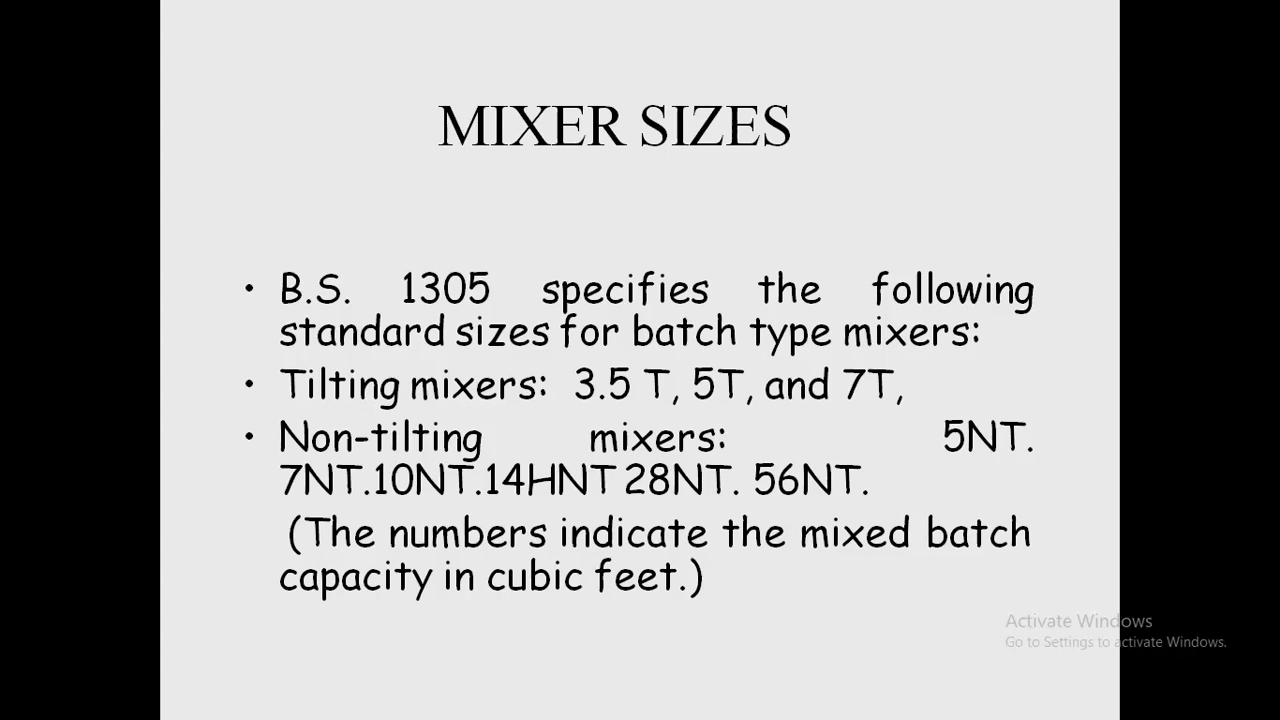 MIXER SIZES
• B.S. 1305 specifies the following
standard sizes for batch type mixers:
• Tilting mixers: 3.5 T, 5T, and 7T,
• Non-tilting mixers: 5NT.
7NT.10NT.14HNT 28NT. 56NT.
(The numbers indicate the mixed batch
capacity in cubic feet.)
Activate Windows
Go to Settings to activate Windows.